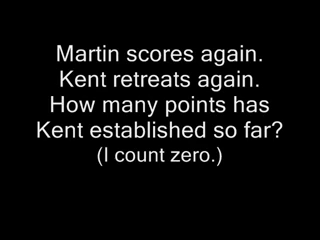 Martin scores again.
Kent retreats again.
How many points has
Kent established so far?
(I count zero.)